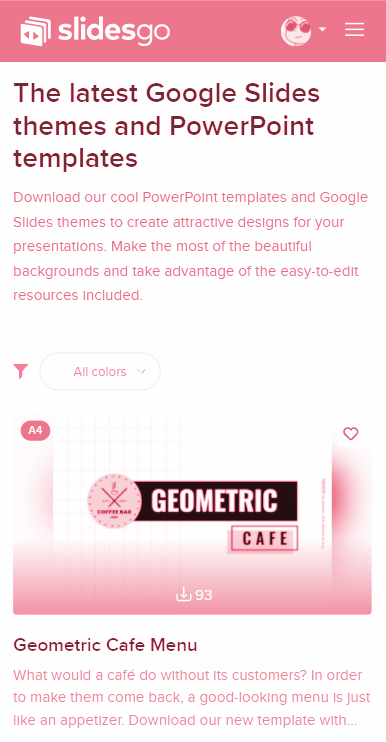 slidesgo
The latest Google Slides
themes and PowerPoint
templates
Download our cool PowerPoint templates and Google
Slides themes to create attractive designs for your
presentations. Make the most of the beautiful
backgrounds and take advantage of the easy-to-edit
resources included.
All colors
A4
COFFEE BAR
GEOMETRIC
CAFE
93
Geometric Cafe Menu
What would a café do without its customers? In order
to make them come back, a good-looking menu is just
like an appetizer. Download our new template with...